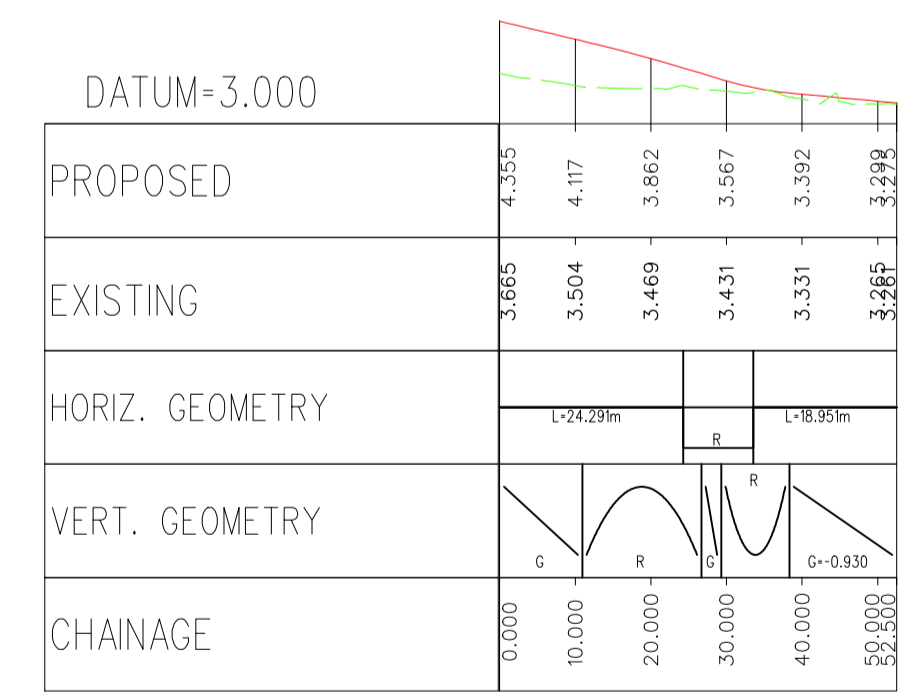 DATUM=3.000
PROPOSED 4.355 4.117 3.862 3.567 3.392 3.299 3.275
EXISTING 3.665 3.504 3.469 3.431 3.331 3.265 3.261
HORIZ. GEOMETRY L=24.291m R L=18.951m
VERT. GEOMETRY G R G R G=-0.930
CHAINAGE 0.000 10.000 20.000 30.000 40.000 50.000 52.500